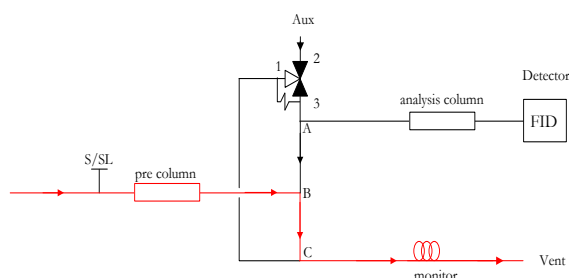 Aux
2
1
3
Detector
analysis column
FID
A
S/SL
pre column
B
C
Vent
monitor